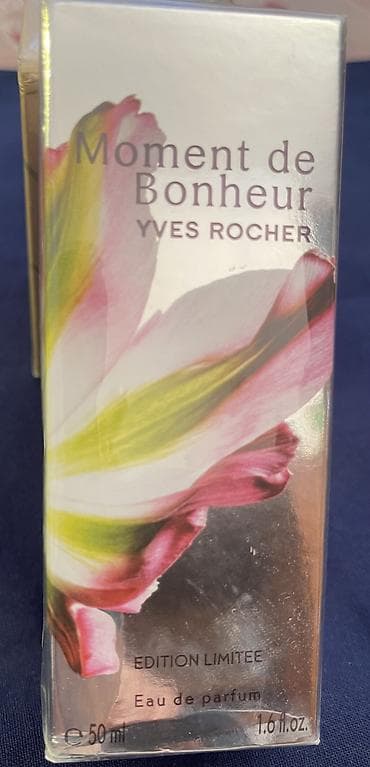 Moment de
Bonheur
YVES ROCHER
EDITION LIMITEE
Eau de parfum
℮ 50 ml 1.6 fl.oz.